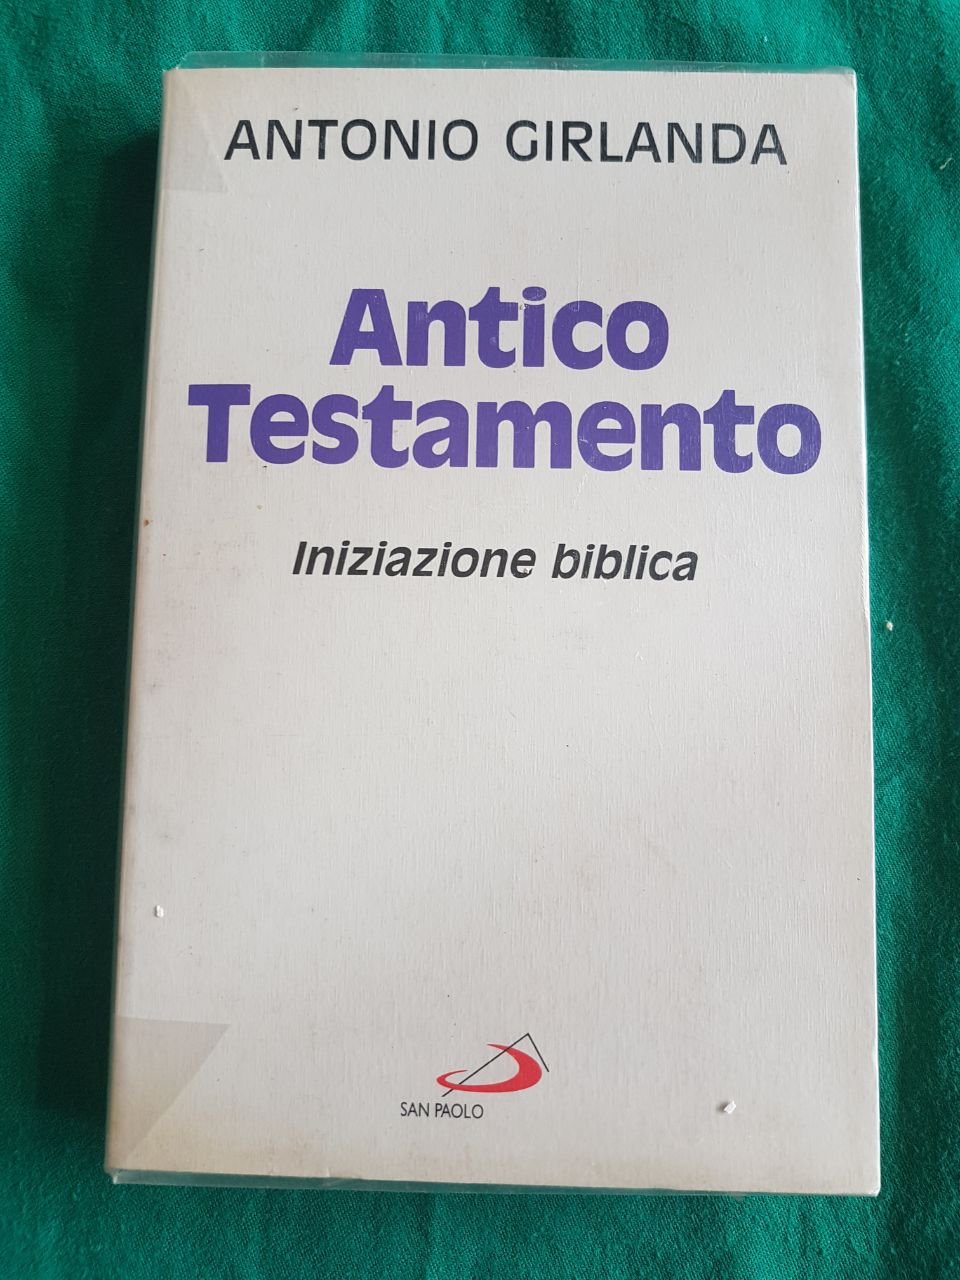 ANTONIO GIRLANDA
Antico
Testamento
Iniziazione biblica
SAN PAOLO